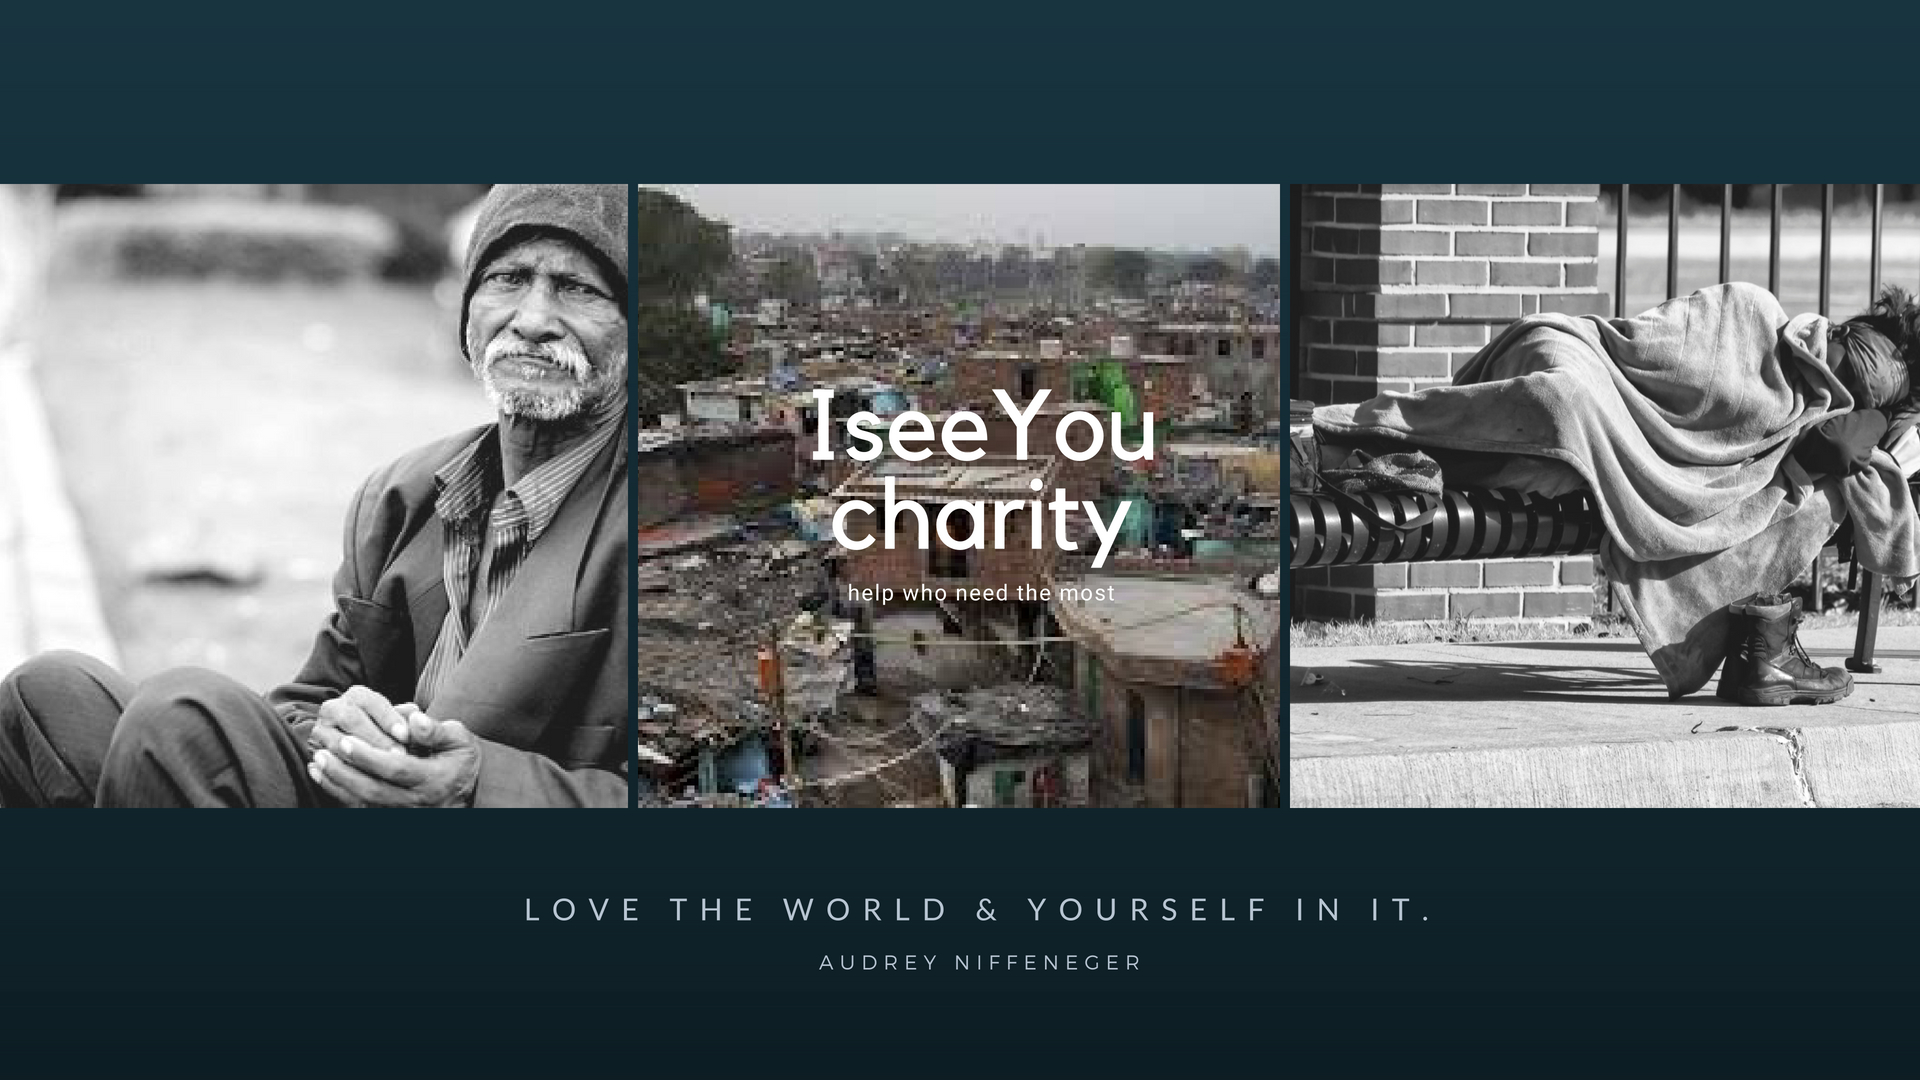 IseeYou
charity
help who need the most
LOVE THE WORLD & YOURSELF IN IT.
AUDREY NIFFENEGER